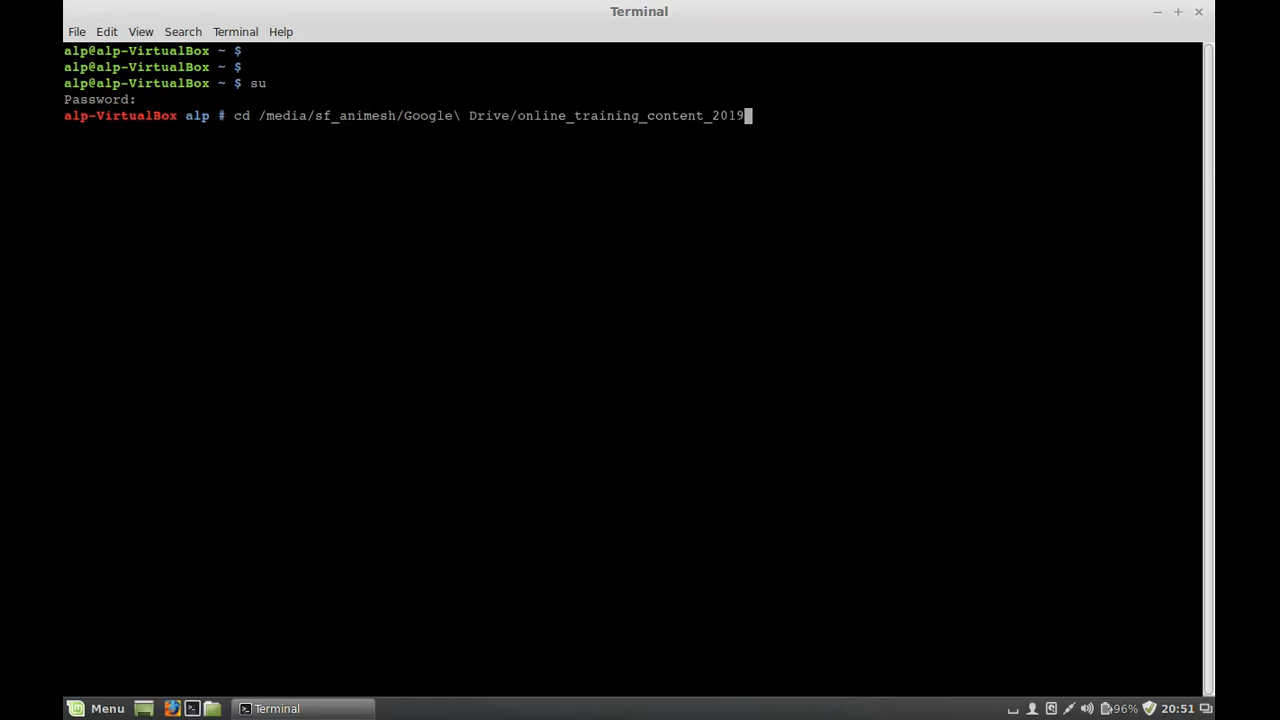 Terminal
File Edit View Search Terminal Help
alp@alp-VirtualBox ~ $
alp@alp-VirtualBox ~ $
alp@alp-VirtualBox ~ $ su
Password:
alp-VirtualBox alp # cd /media/sf_animesh/Google\ Drive/online_training_content_2019
Menu Terminal 96% 20:51